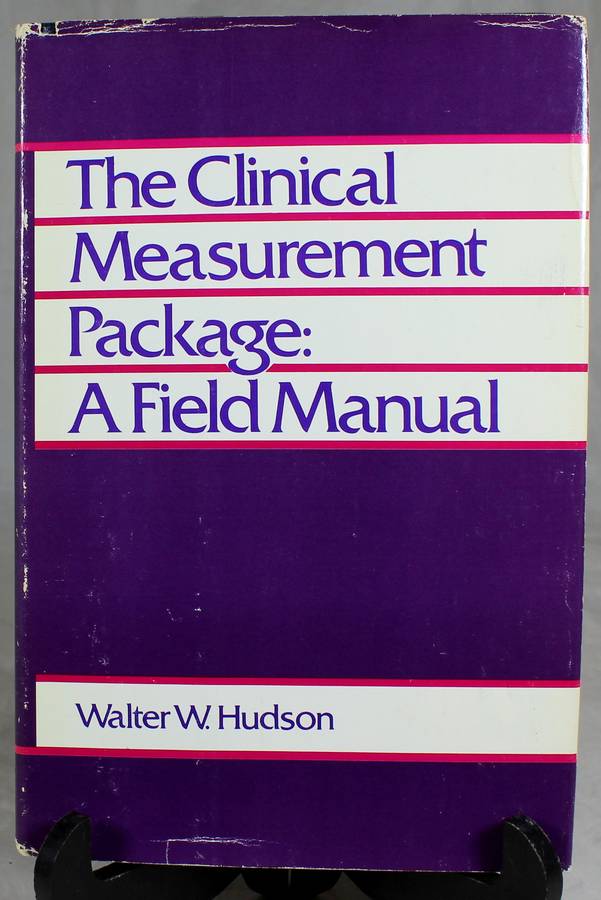 The Clinical
Measurement
Package:
A Field Manual
Walter W. Hudson